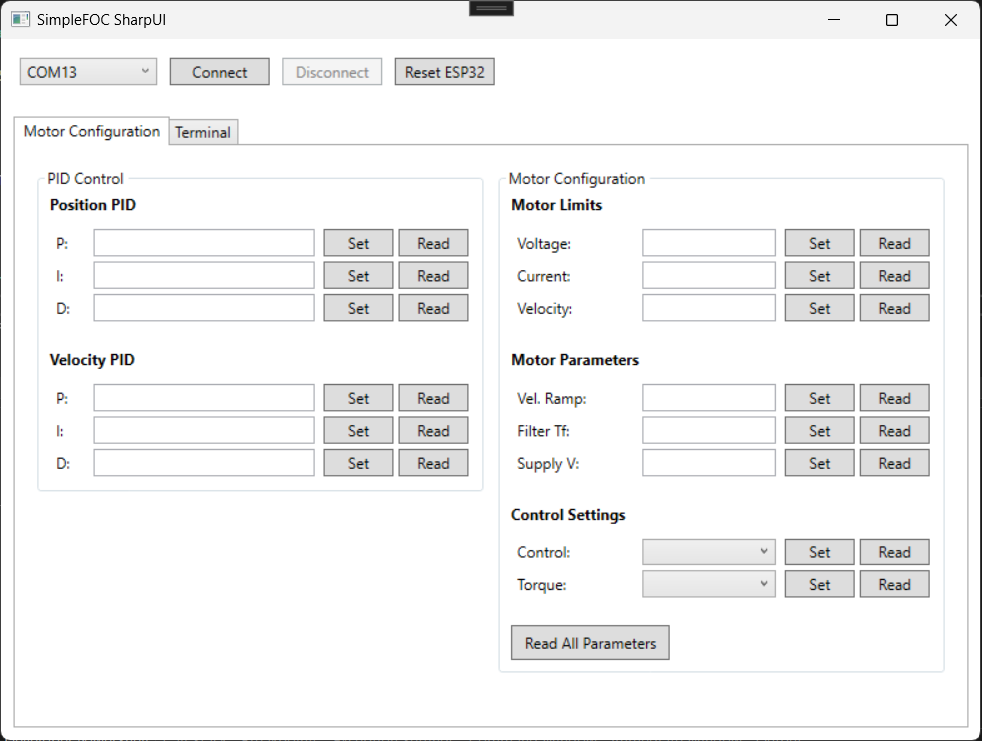 SimpleFOC SharpUI
COM13 Connect Disconnect Reset ESP32
Motor Configuration Terminal
PID Control
Position PID
P: Set Read
I: Set Read
D: Set Read
Velocity PID
P: Set Read
I: Set Read
D: Set Read
Motor Configuration
Motor Limits
Voltage: Set Read
Current: Set Read
Velocity: Set Read
Motor Parameters
Vel. Ramp: Set Read
Filter Tf: Set Read
Supply V: Set Read
Control Settings
Control: Set Read
Torque: Set Read
Read All Parameters